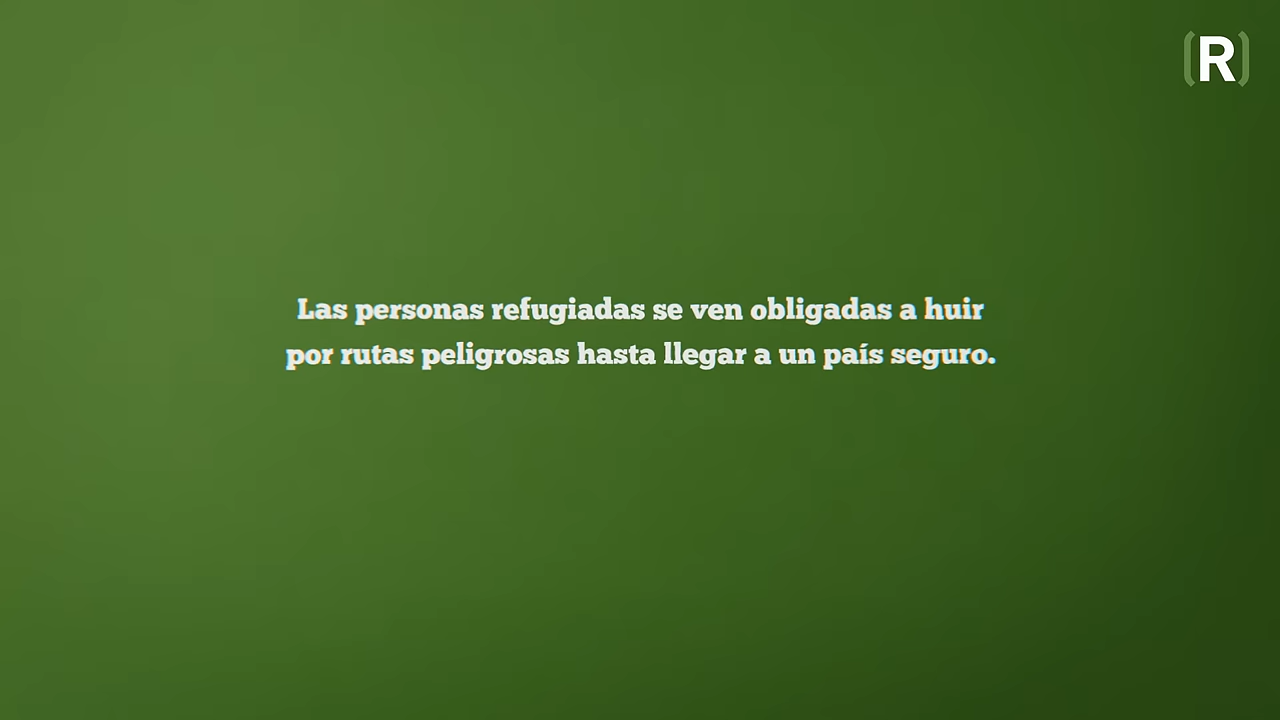 (R)
Las personas refugiadas se ven obligadas a huir
por rutas peligrosas hasta llegar a un país seguro.